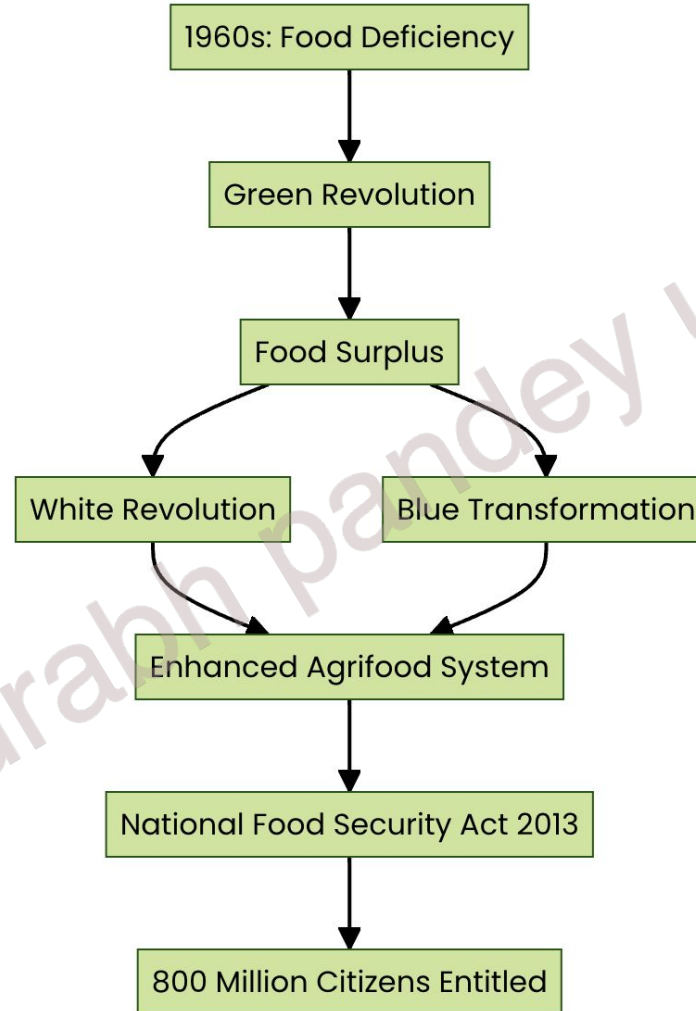 1960s: Food Deficiency
Green Revolution
Food Surplus
White Revolution
Blue Transformation
Enhanced Agrifood System
National Food Security Act 2013
800 Million Citizens Entitled
pandey